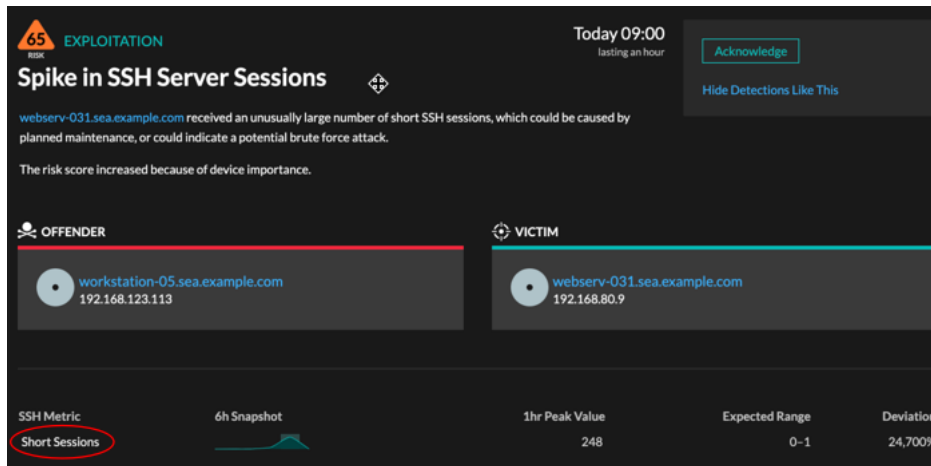 65 EXPLOITATION
RISK
Today 09:00
lasting an hour
Acknowledge
Spike in SSH Server Sessions
Hide Detections Like This
webserv-031.sea.example.com received an unusually large number of short SSH sessions, which could be caused by
planned maintenance, or could indicate a potential brute force attack.
The risk score increased because of device importance.
OFFENDER
workstation-05.sea.example.com
192.168.123.113
VICTIM
webserv-031.sea.example.com
192.168.80.9
SSH Metric 6h Snapshot 1hr Peak Value Expected Range Deviation
Short Sessions 248 0–1 24,700%